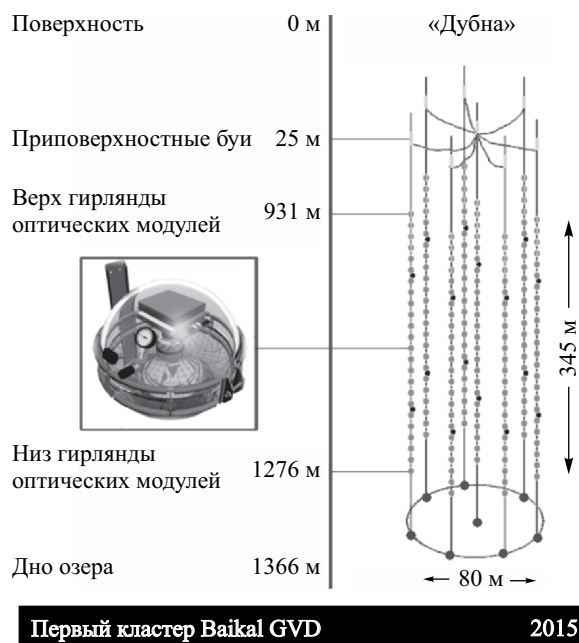 Поверхность 0 м «Дубна»
Приповерхностные буи 25 м
Верх гирлянды
оптических модулей 931 м
345 м
Низ гирлянды
оптических модулей 1276 м
Дно озера 1366 м
80 м
Первый кластер Baikal GVD 2015